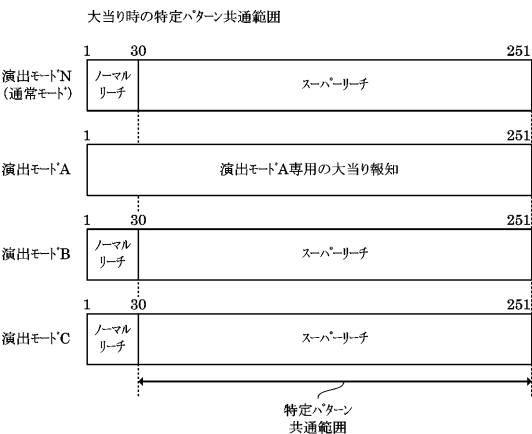 大当り時の特定パターン共通範囲
1 30 251
演出モードN
（通常モード）
ノーマル
リーチ
スーパーリーチ
1 251
演出モードA
演出モードA専用の大当り報知
1 30 251
演出モードB
ノーマル
リーチ
スーパーリーチ
1 30 251
演出モードC
ノーマル
リーチ
スーパーリーチ
特定パターン
共通範囲